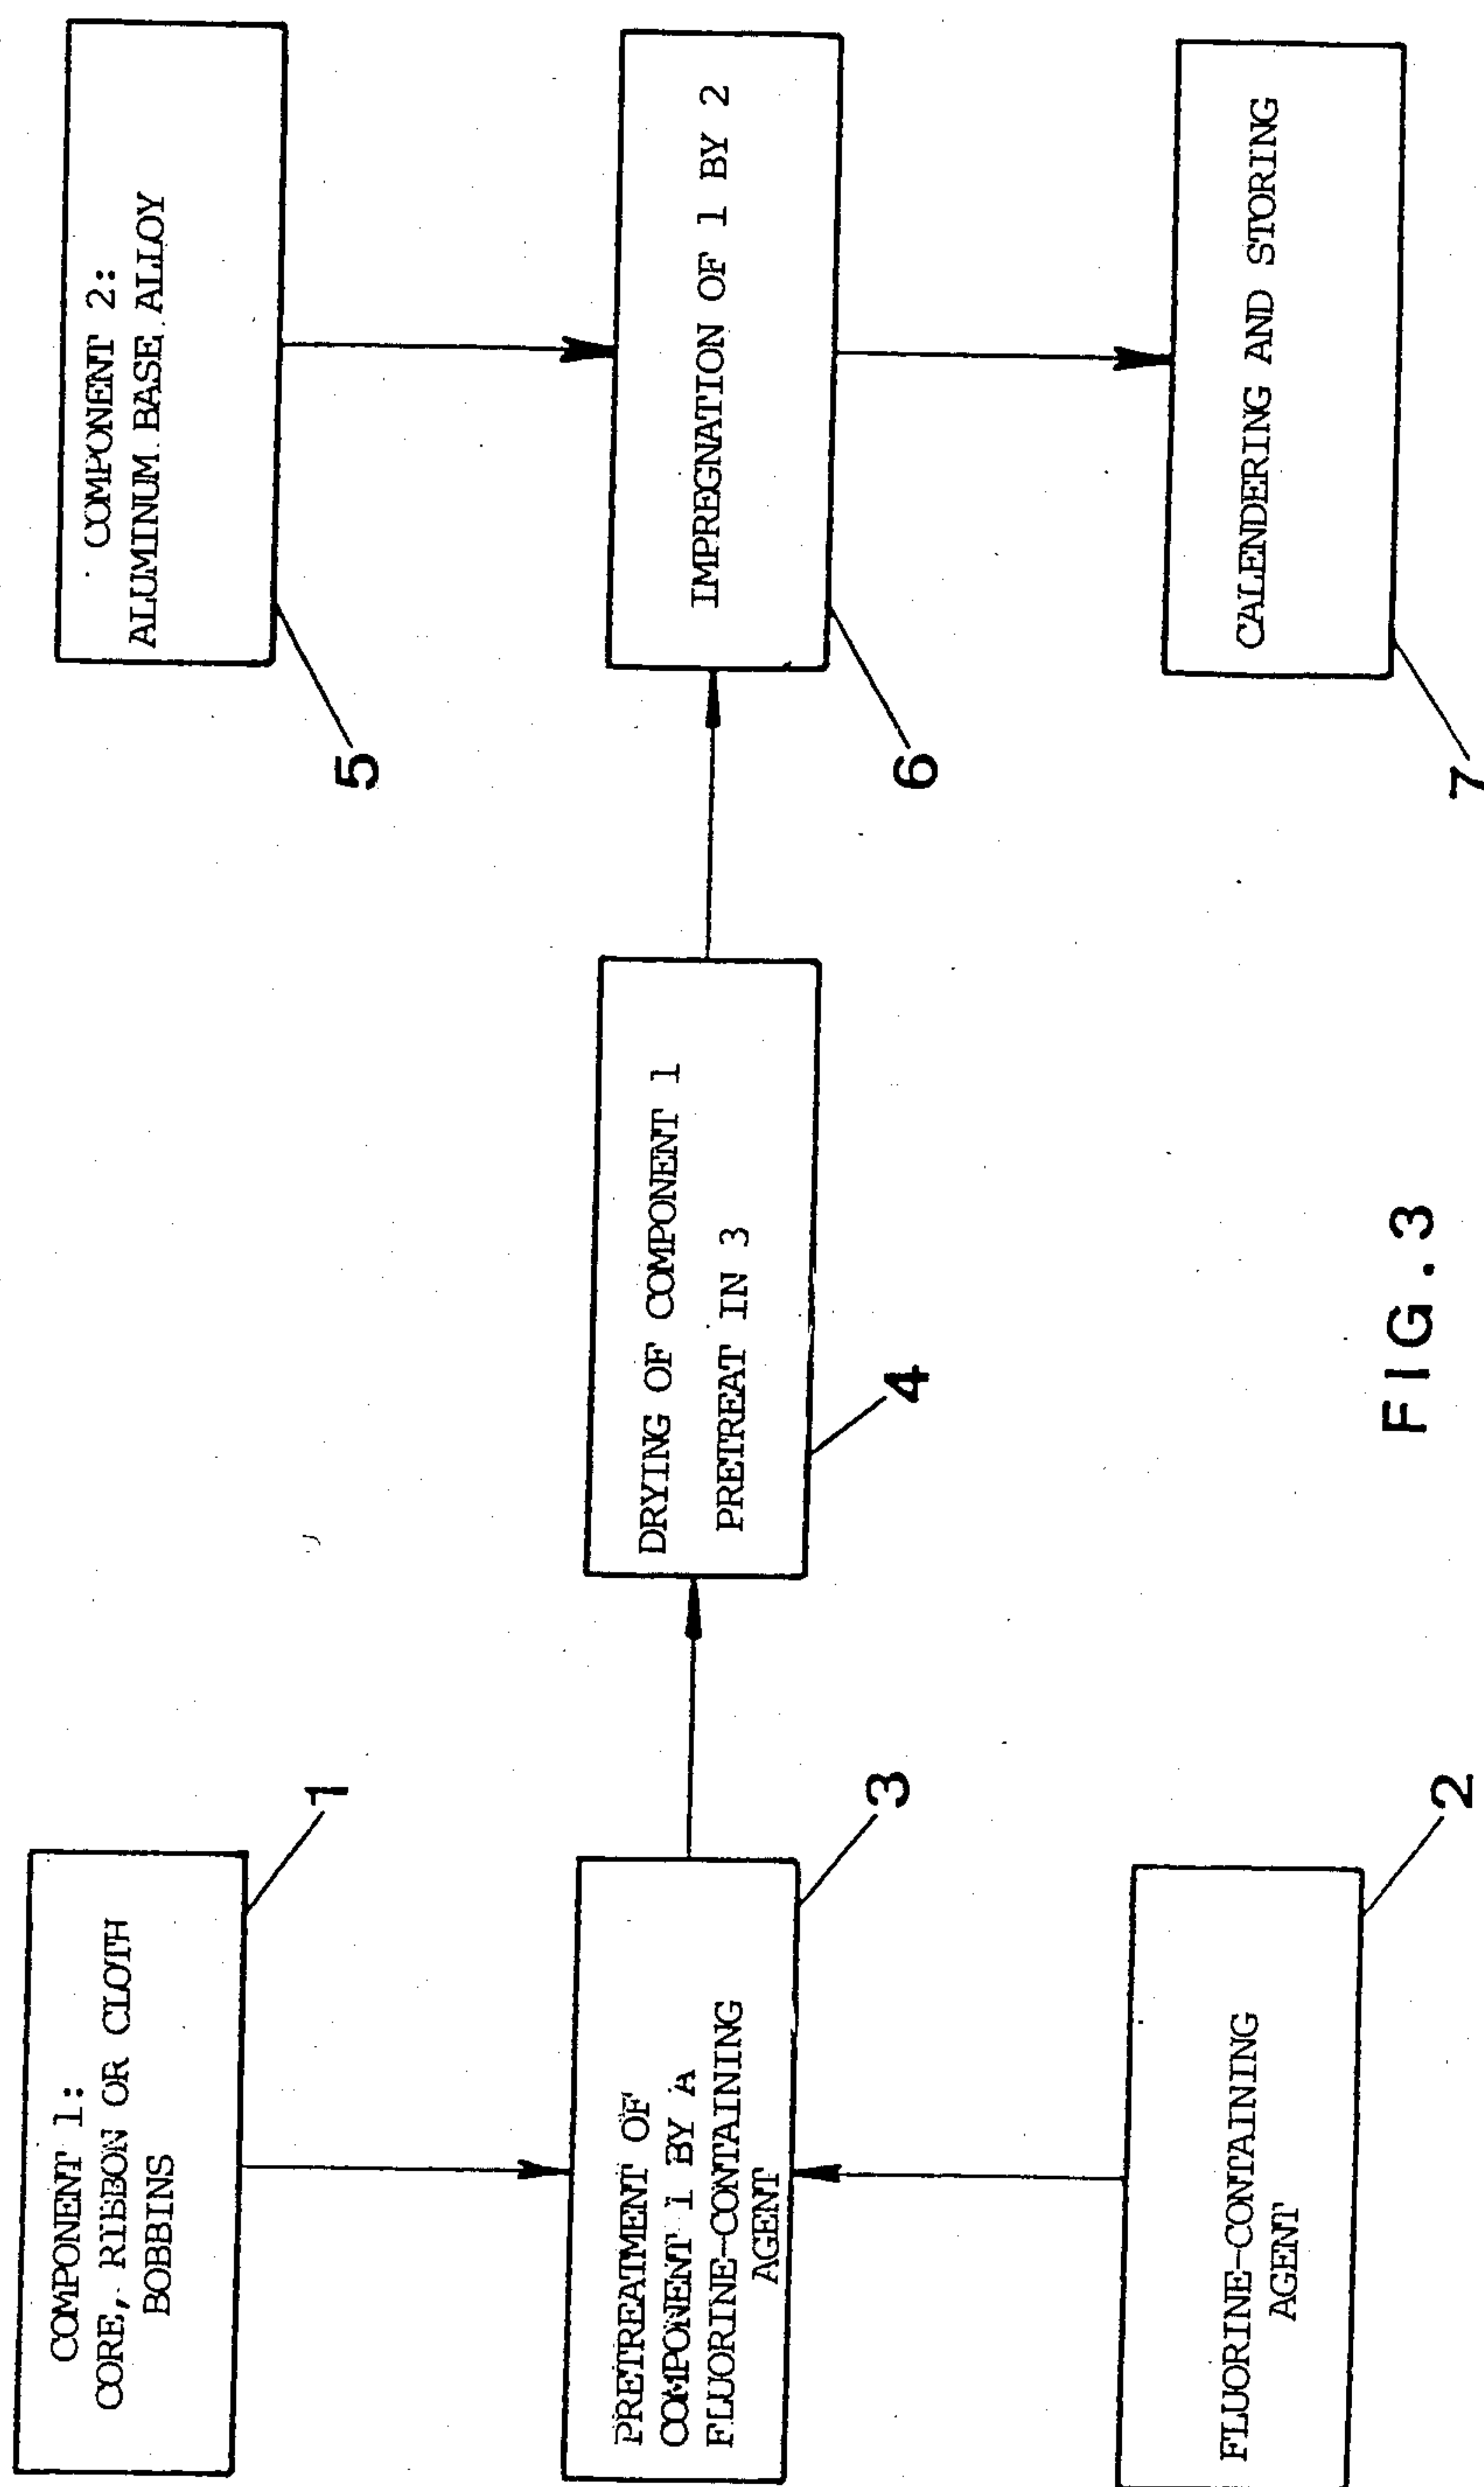 COMPONENT 1:
CORE, RIBBON OR CLOTH
BOBBINS
1
PRETREATMENT OF
COMPONENT 1 BY A
FLUORINE-CONTAINING
AGENT
3
FLUORINE-CONTAINING
AGENT
2
DRYING OF COMPONENT 1
PRETREAT IN 3
4
COMPONENT 2:
ALUMINUM BASE ALLOY
5
IMPREGNATION OF 1 BY 2
6
CALENDERING AND STORING
7
FIG. 3